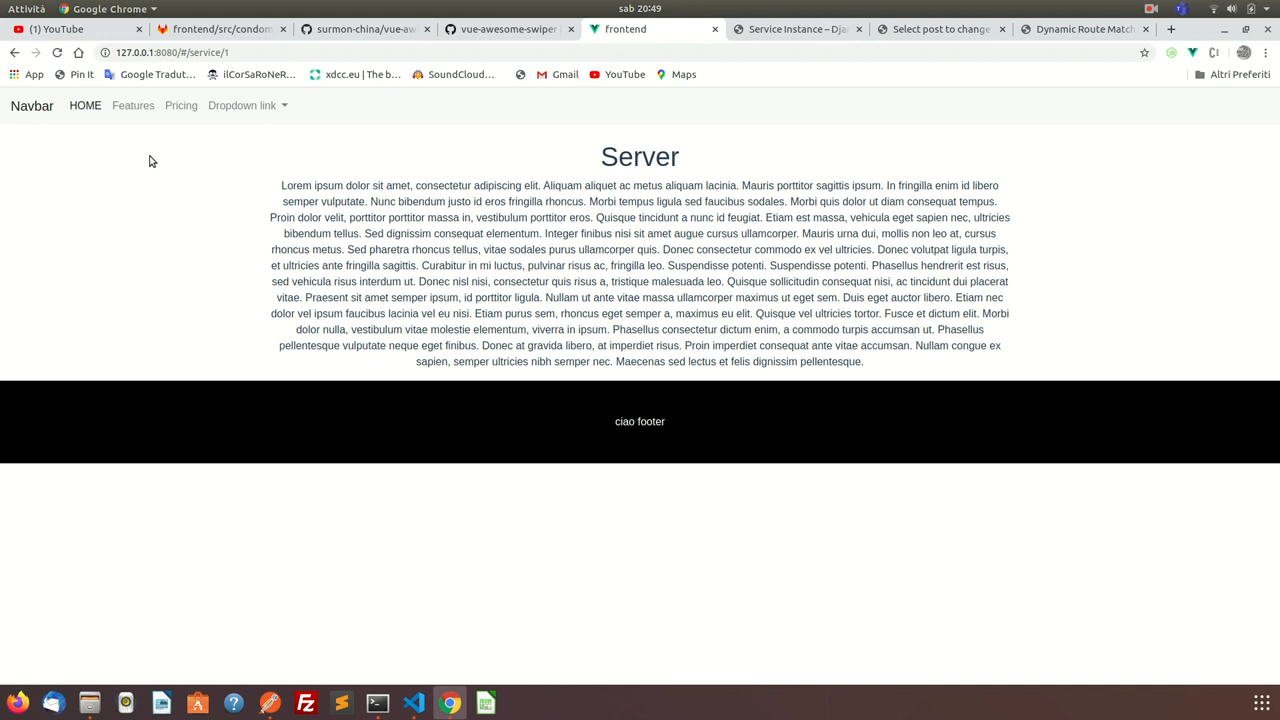 Attività Google Chrome sab 20:49
(1) YouTube frontend/src/condom surmon-china/vue-aw vue-awesome-swiper | frontend Service Instance – Djan Select post to change Dynamic Route Match
127.0.0.1:8080/#/service/1
App Pin It Google Tradut... ilCorSaRoNeR... xdcc.eu | The b... SoundCloud... Gmail YouTube Maps Altri Preferiti
Navbar HOME Features Pricing Dropdown link
Server
Lorem ipsum dolor sit amet, consectetur adipiscing elit. Aliquam aliquet ac metus aliquam lacinia. Mauris porttitor sagittis ipsum. In fringilla enim id libero
semper vulputate. Nunc bibendum justo id eros fringilla rhoncus. Morbi tempus ligula sed faucibus sodales. Morbi quis dolor ut diam consequat tempus.
Proin dolor velit, porttitor porttitor massa in, vestibulum porttitor eros. Quisque tincidunt a nunc id feugiat. Etiam est massa, vehicula eget sapien nec, ultricies
bibendum tellus. Sed dignissim consequat elementum. Integer finibus nisi sit amet augue cursus ullamcorper. Mauris urna dui, mollis non leo at, cursus
rhoncus metus. Sed pharetra rhoncus tellus, vitae sodales purus ullamcorper quis. Donec consectetur commodo ex vel ultricies. Donec volutpat ligula turpis,
et ultricies ante fringilla sagittis. Curabitur in mi luctus, pulvinar risus ac, fringilla leo. Suspendisse potenti. Suspendisse potenti. Phasellus hendrerit est risus,
sed vehicula risus interdum ut. Donec nisl nisi, consectetur quis risus a, tristique malesuada leo. Quisque sollicitudin consequat nisi, ac tincidunt dui placerat
vitae. Praesent sit amet semper ipsum, id porttitor ligula. Nullam ut ante vitae massa ullamcorper maximus ut eget sem. Duis eget auctor libero. Etiam nec
dolor vel ipsum faucibus lacinia vel eu nisi. Etiam purus sem, rhoncus eget semper a, maximus eu elit. Quisque vel ultricies tortor. Fusce et dictum elit. Morbi
dolor nulla, vestibulum vitae molestie elementum, viverra in ipsum. Phasellus consectetur dictum enim, a commodo turpis accumsan ut. Phasellus
pellentesque vulputate neque eget finibus. Donec at gravida libero, at imperdiet risus. Proin imperdiet consequat ante vitae accumsan. Nullam congue ex
sapien, semper ultricies nibh semper nec. Maecenas sed lectus et felis dignissim pellentesque.
ciao footer